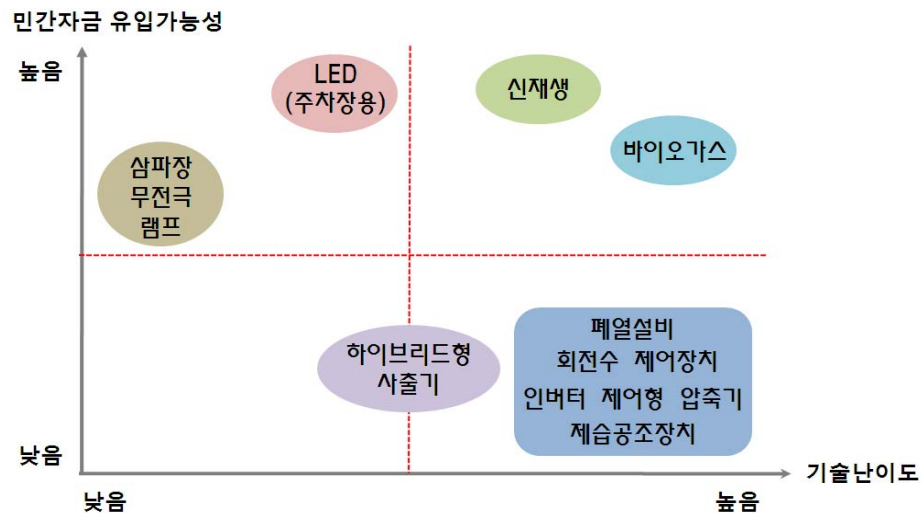 민간자금 유입가능성
높음
LED
(주차장용)
신재생
바이오가스
삼파장
무전극
램프
하이브리드형
사출기
폐열설비
회전수 제어장치
인버터 제어형 압축기
제습공조장치
낮음
기술난이도
낮음
높음